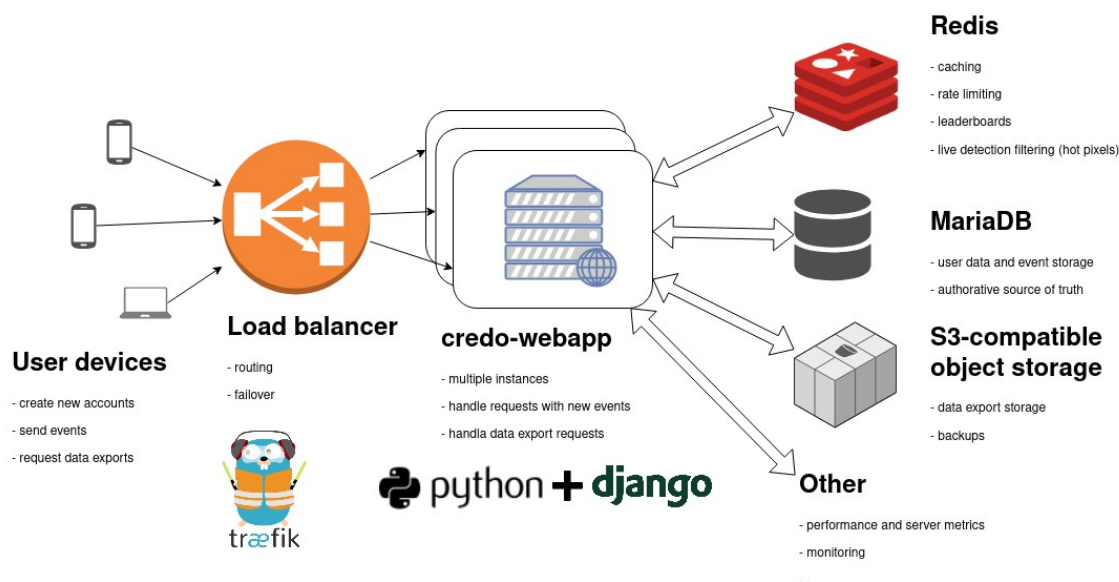 Redis
- caching
- rate limiting
- leaderboards
- live detection filtering (hot pixels)
MariaDB
- user data and event storage
- authorative source of truth
S3-compatible
object storage
- data export storage
- backups
Other
- performance and server metrics
- monitoring
User devices
- create new accounts
- send events
- request data exports
Load balancer
- routing
- failover
træfik
credo-webapp
- multiple instances
- handle requests with new events
- handla data export requests
python + django